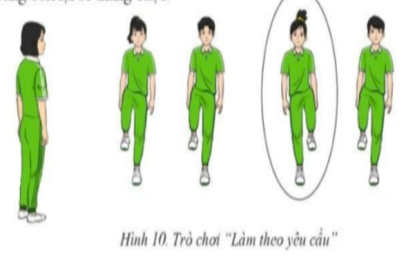 Hình 10. Trò chơi “Làm theo yêu cầu”